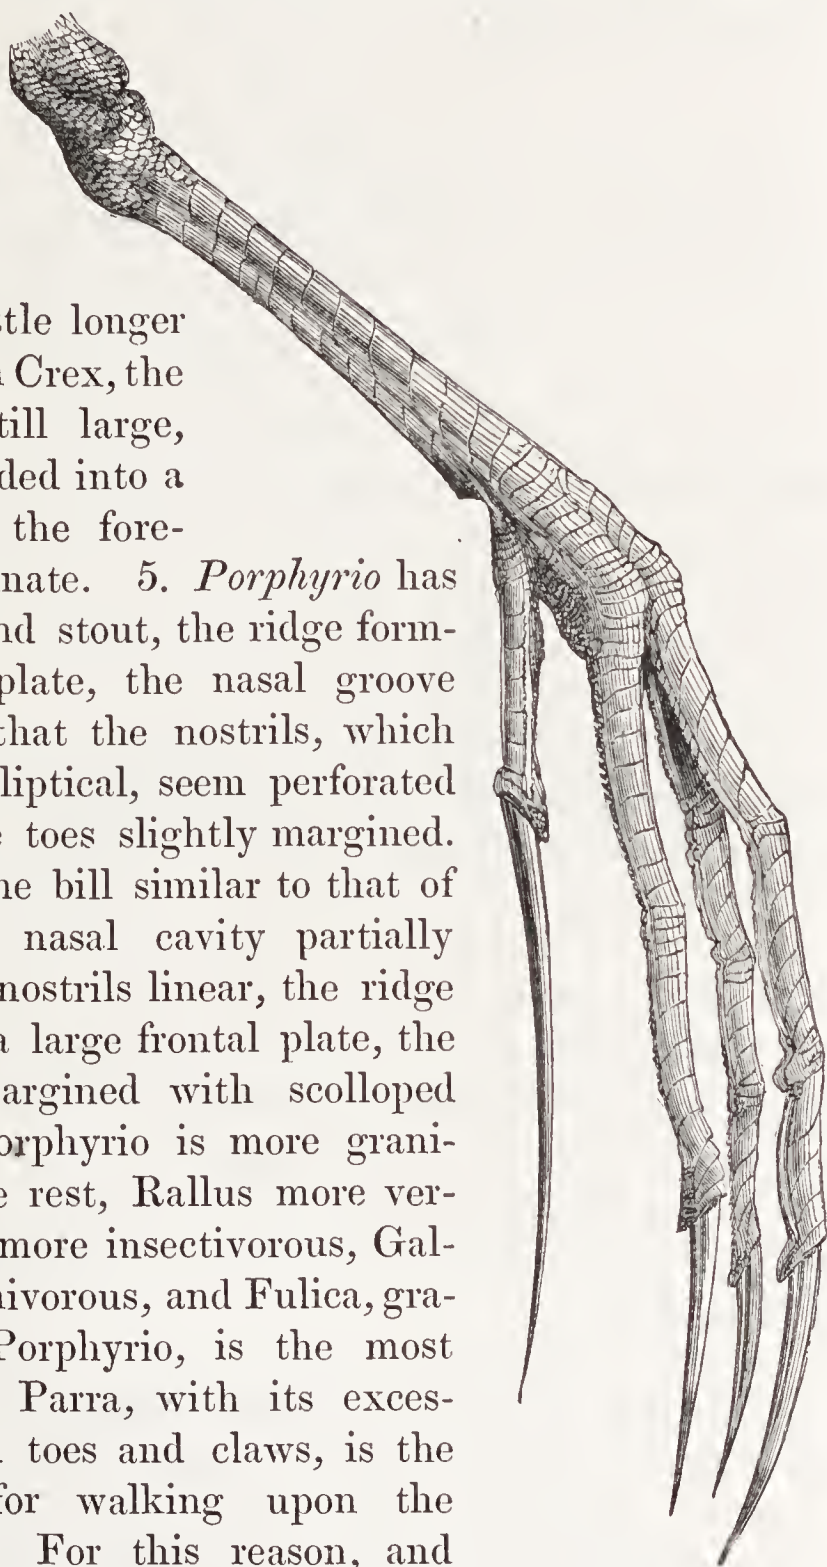 tle longer
Crex, the
till large,
ded into a
the fore-
nate. 5. Porphyrio has
nd stout, the ridge form-
plate, the nasal groove
that the nostrils, which
liptical, seem perforated
e toes slightly margined.
he bill similar to that of
nasal cavity partially
nostrils linear, the ridge
a large frontal plate, the
argined with scolloped
orphyrio is more grani-
e rest, Rallus more ver-
more insectivorous, Gal-
nivorous, and Fulica, gra-
Porphyrio, is the most
Parra, with its exces-
toes and claws, is the
for walking upon the
For this reason, and